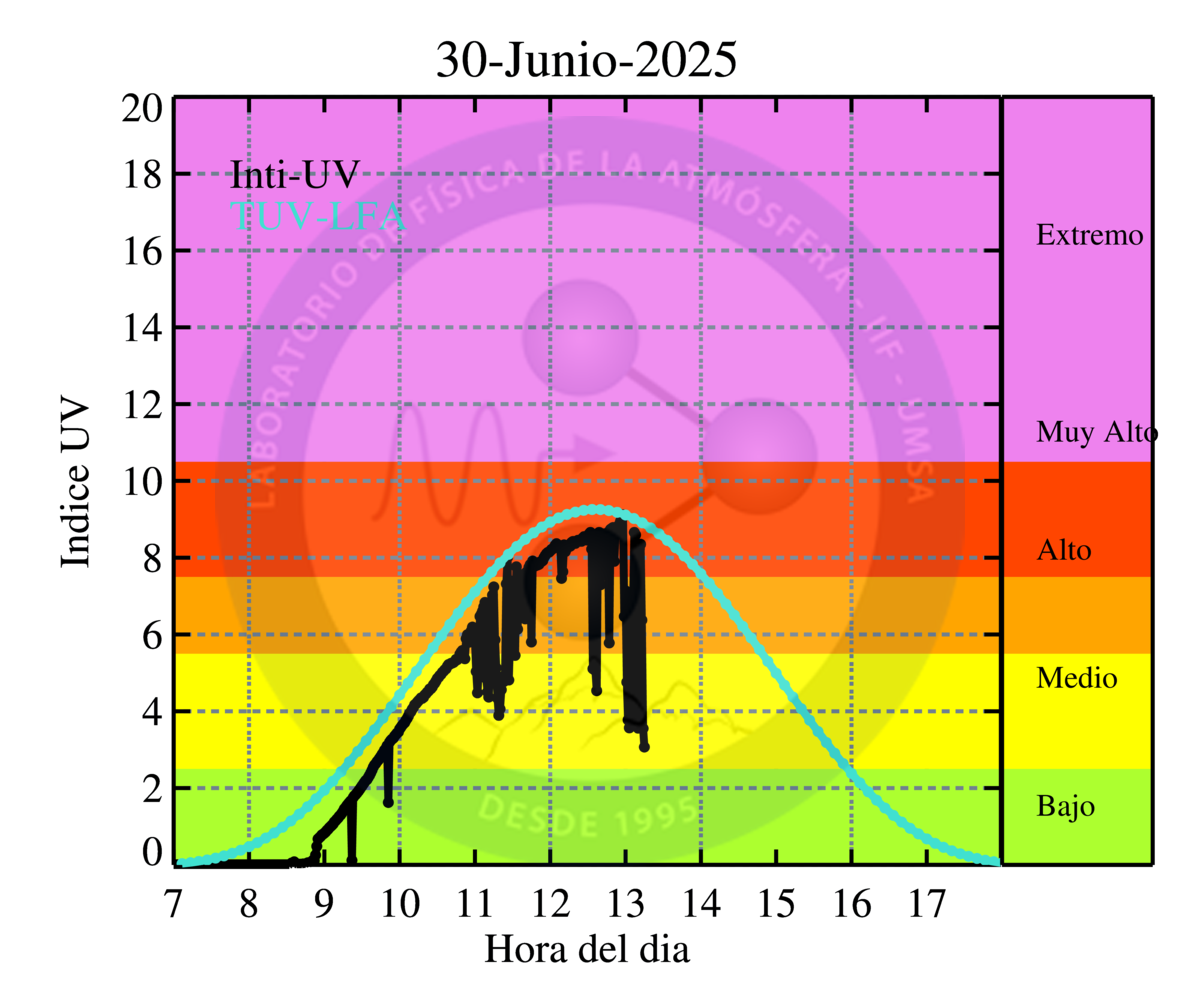 30-Junio-2025
20
18
16
14
12
10
8
6
4
2
0
Indice UV
Inti-UV
TUV-LFA
LABORATORIO DE FÍSICA DE LA ATMÓSFERA - IIF - UMSA
DESDE 1995
Extremo
Muy Alto
Alto
Medio
Bajo
7 8 9 10 11 12 13 14 15 16 17
Hora del dia